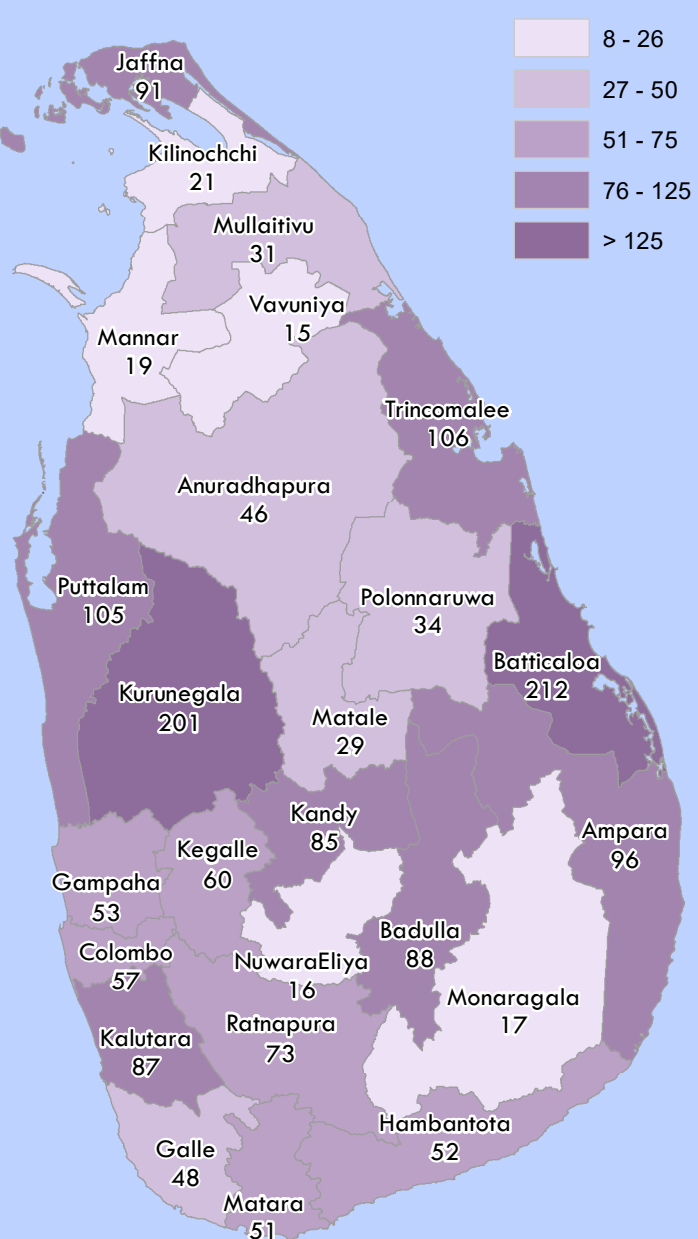 8 - 26
27 - 50
51 - 75
76 - 125
> 125
Jaffna
91
Kilinochchi
21
Mullaitivu
31
Vavuniya
15
Mannar
19
Trincomalee
106
Anuradhapura
46
Puttalam
105
Polonnaruwa
34
Batticaloa
212
Kurunegala
201
Matale
29
Kandy
85
Ampara
96
Kegalle
60
Gampaha
53
Badulla
88
Colombo
57
NuwaraEliya
16
Monaragala
17
Ratnapura
73
Kalutara
87
Hambantota
52
Galle
48
Matara
51